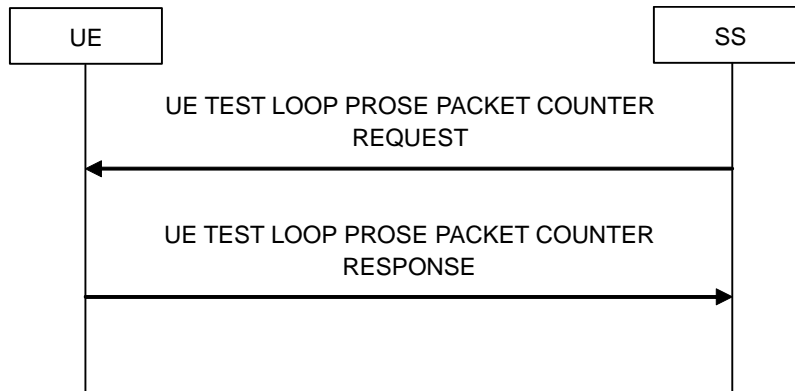 UE
SS
UE TEST LOOP PROSE PACKET COUNTER
REQUEST
UE TEST LOOP PROSE PACKET COUNTER
RESPONSE